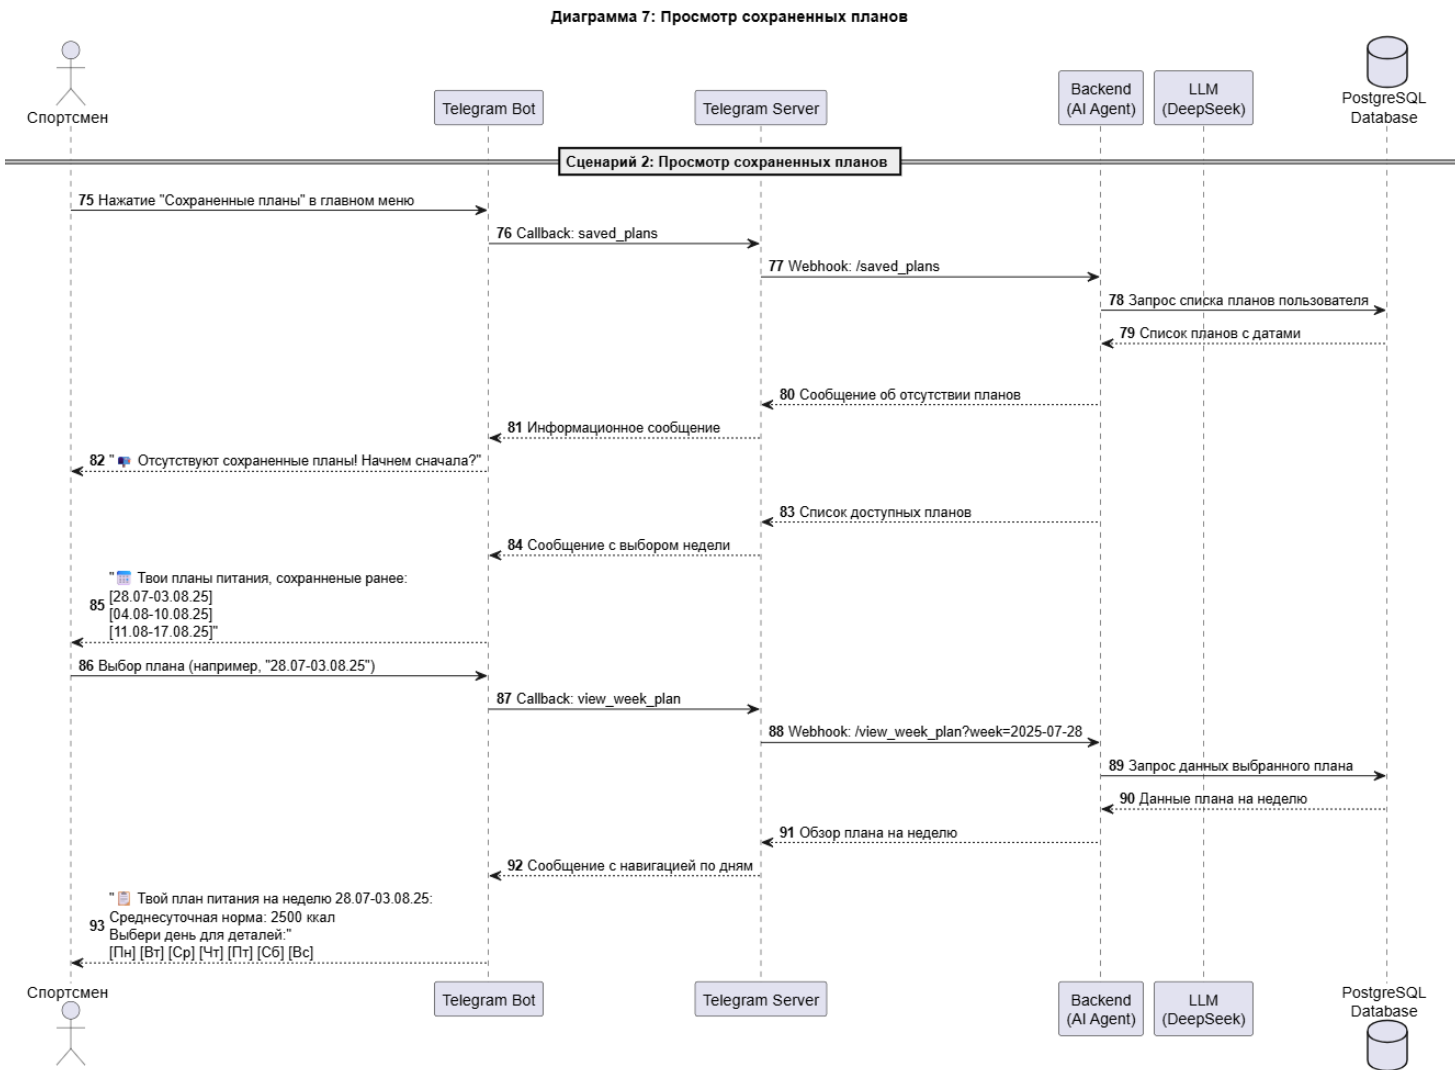 Диаграмма 7: Просмотр сохраненных планов
Спортсмен
Telegram Bot
Telegram Server
Backend
(AI Agent)
LLM
(DeepSeek)
PostgreSQL
Database
Сценарий 2: Просмотр сохраненных планов
75 Нажатие "Сохраненные планы" в главном меню
76 Callback: saved_plans
77 Webhook: /saved_plans
78 Запрос списка планов пользователя
79 Список планов с датами
80 Сообщение об отсутствии планов
81 Информационное сообщение
82 "📭 Отсутствуют сохраненные планы! Начнем сначала?"
83 Список доступных планов
84 Сообщение с выбором недели
"📅 Твои планы питания, сохранненые ранее:
[28.07-03.08.25]
85 [04.08-10.08.25]
[11.08-17.08.25]"
86 Выбор плана (например, "28.07-03.08.25")
87 Callback: view_week_plan
88 Webhook: /view_week_plan?week=2025-07-28
89 Запрос данных выбранного плана
90 Данные плана на неделю
91 Обзор плана на неделю
92 Сообщение с навигацией по дням
"📋 Твой план питания на неделю 28.07-03.08.25:
Среднесуточная норма: 2500 ккал
93 Выбери день для деталей:"
[Пн] [Вт] [Ср] [Чт] [Пт] [Сб] [Вс]
Спортсмен
Telegram Bot
Telegram Server
Backend
(AI Agent)
LLM
(DeepSeek)
PostgreSQL
Database